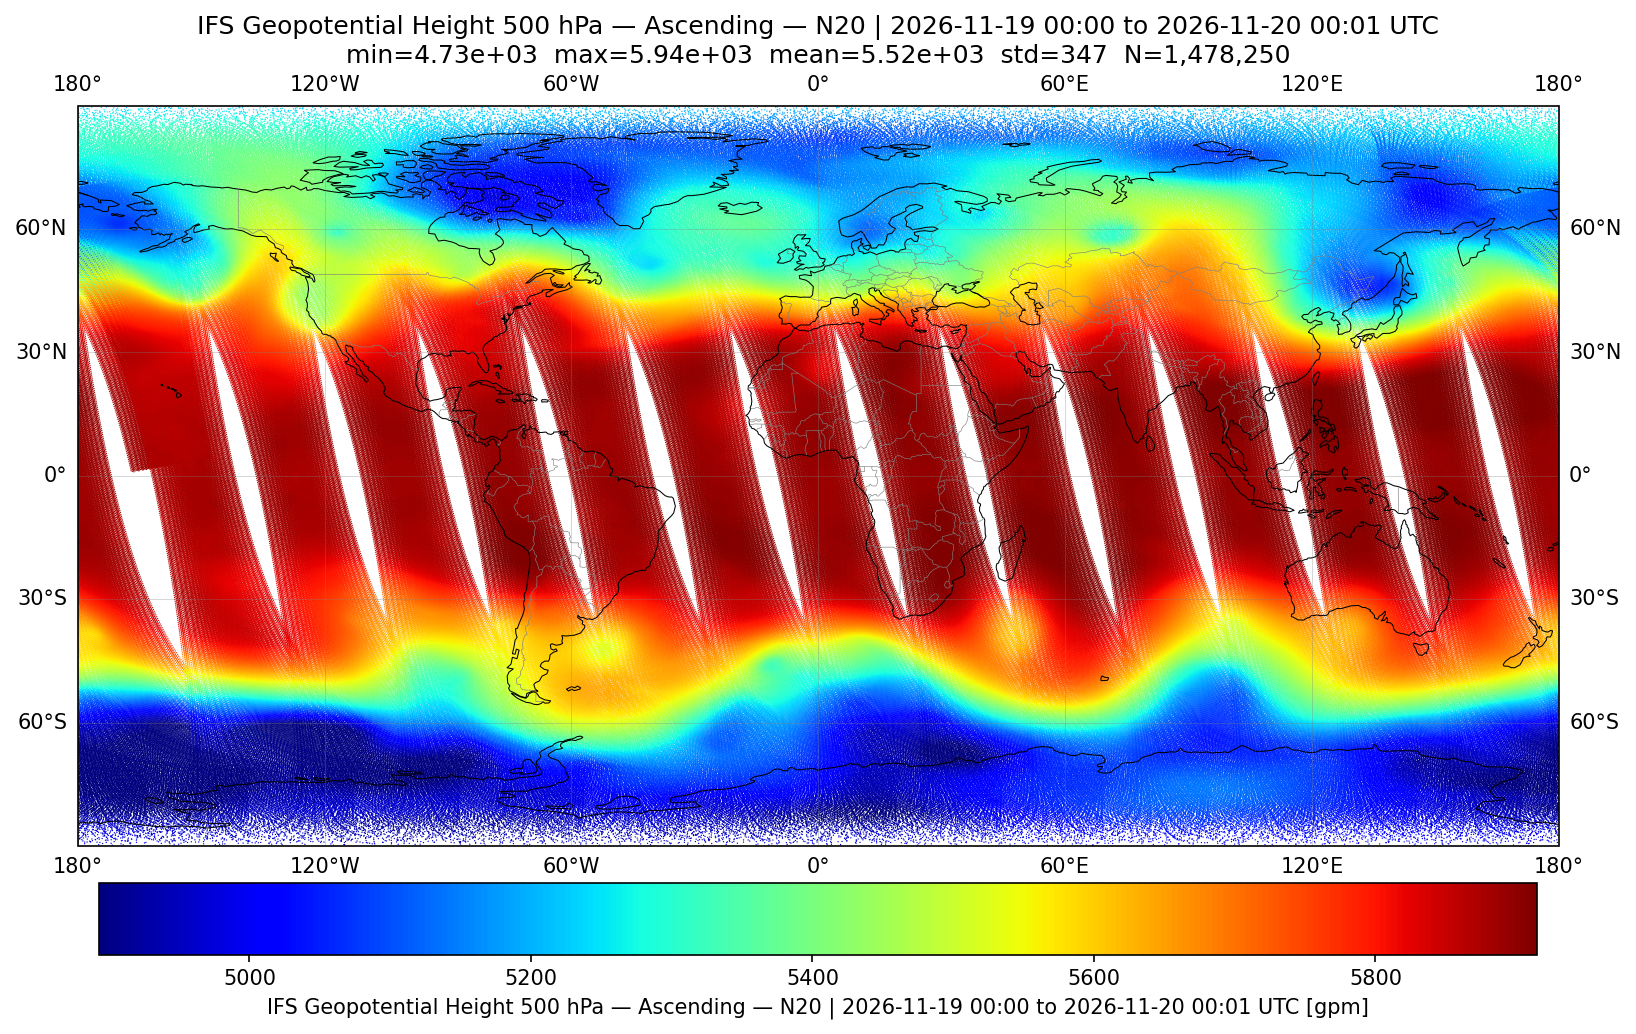 IFS Geopotential Height 500 hPa — Ascending — N20 | 2026-11-19 00:00 to 2026-11-20 00:01 UTC
min=4.73e+03 max=5.94e+03 mean=5.52e+03 std=347 N=1,478,250
180° 120°W 60°W 0° 60°E 120°E 180°
60°N 60°N
30°N 30°N
0° 0°
30°S 30°S
60°S 60°S
180° 120°W 60°W 0° 60°E 120°E 180°
5000 5200 5400 5600 5800
IFS Geopotential Height 500 hPa — Ascending — N20 | 2026-11-19 00:00 to 2026-11-20 00:01 UTC [gpm]